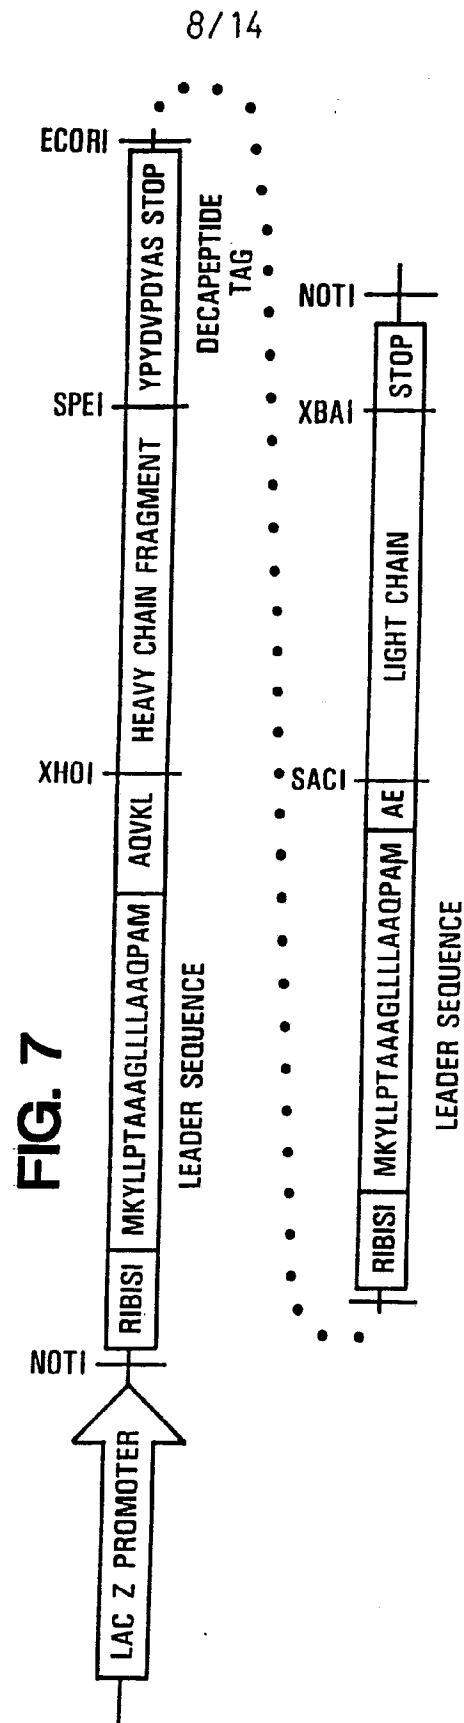 8/14
FIG. 7
LAC Z PROMOTER
NOTI
RIBISI
MKYLLPTAAAGLLLLAAQPAM
LEADER SEQUENCE
AQVKL
XHOI
HEAVY CHAIN FRAGMENT
SPEI
YPYDVPDYAS STOP
DECAPEPTIDE
TAG
ECORI
RIBISI
MKYLLPTAAAGLLLLAAQPAM
LEADER SEQUENCE
AE
SACI
LIGHT CHAIN
XBAI
STOP
NOTI